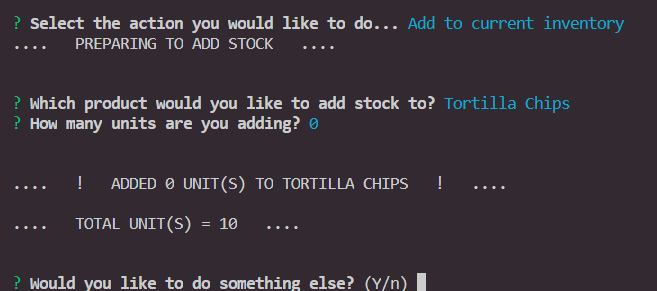 ? Select the action you would like to do... Add to current inventory
.... PREPARING TO ADD STOCK ....
? Which product would you like to add stock to? Tortilla Chips
? How many units are you adding? 0
.... ! ADDED 0 UNIT(S) TO TORTILLA CHIPS ! ....
.... TOTAL UNIT(S) = 10 ....
? Would you like to do something else? (Y/n)